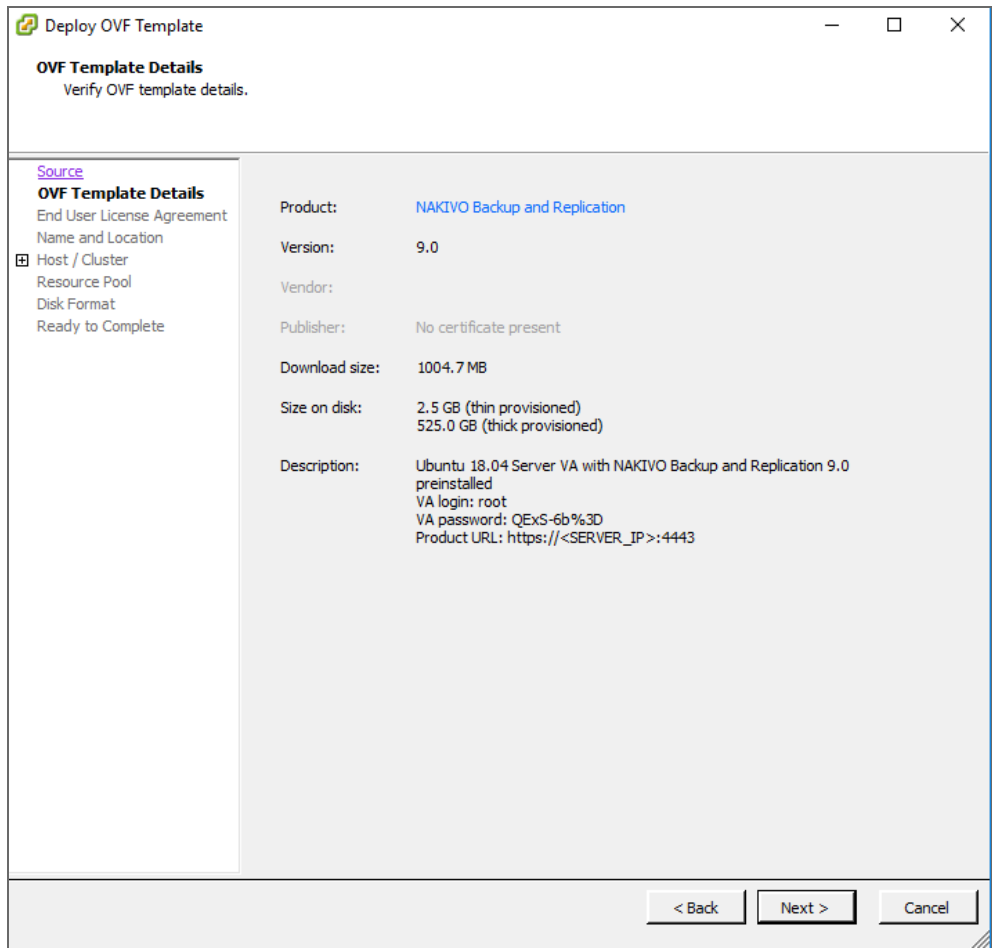 Deploy OVF Template
OVF Template Details
Verify OVF template details.
Source
OVF Template Details
End User License Agreement
Name and Location
Host / Cluster
Resource Pool
Disk Format
Ready to Complete
Product: NAKIVO Backup and Replication
Version: 9.0
Vendor:
Publisher: No certificate present
Download size: 1004.7 MB
Size on disk: 2.5 GB (thin provisioned)
525.0 GB (thick provisioned)
Description: Ubuntu 18.04 Server VA with NAKIVO Backup and Replication 9.0
preinstalled
VA login: root
VA password: QExS-6b%3D
Product URL: https://<SERVER_IP>:4443
< Back Next > Cancel